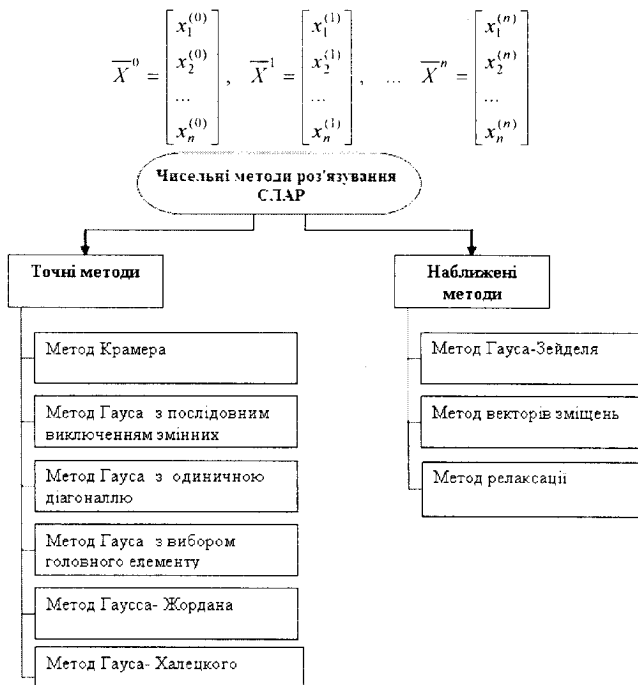 X̅⁰ = [x₁⁽⁰⁾ x₂⁽⁰⁾ ... xₙ⁽⁰⁾], X̅¹ = [x₁⁽¹⁾ x₂⁽¹⁾ ... xₙ⁽¹⁾], ... X̅ⁿ = [x₁⁽ⁿ⁾ x₂⁽ⁿ⁾ ... xₙ⁽ⁿ⁾]
Чисельні методи роз'язування
СЛАР
Точні методи
Наближені
методи
Метод Крамера
Метод Гауса-Зейделя
Метод Гауса з послідовним
виключенням змінних
Метод векторів зміщень
Метод Гауса з одиничною
діагоналлю
Метод релаксації
Метод Гауса з вибором
головного елементу
Метод Гаусса- Жордана
Метод Гауса- Халецкого